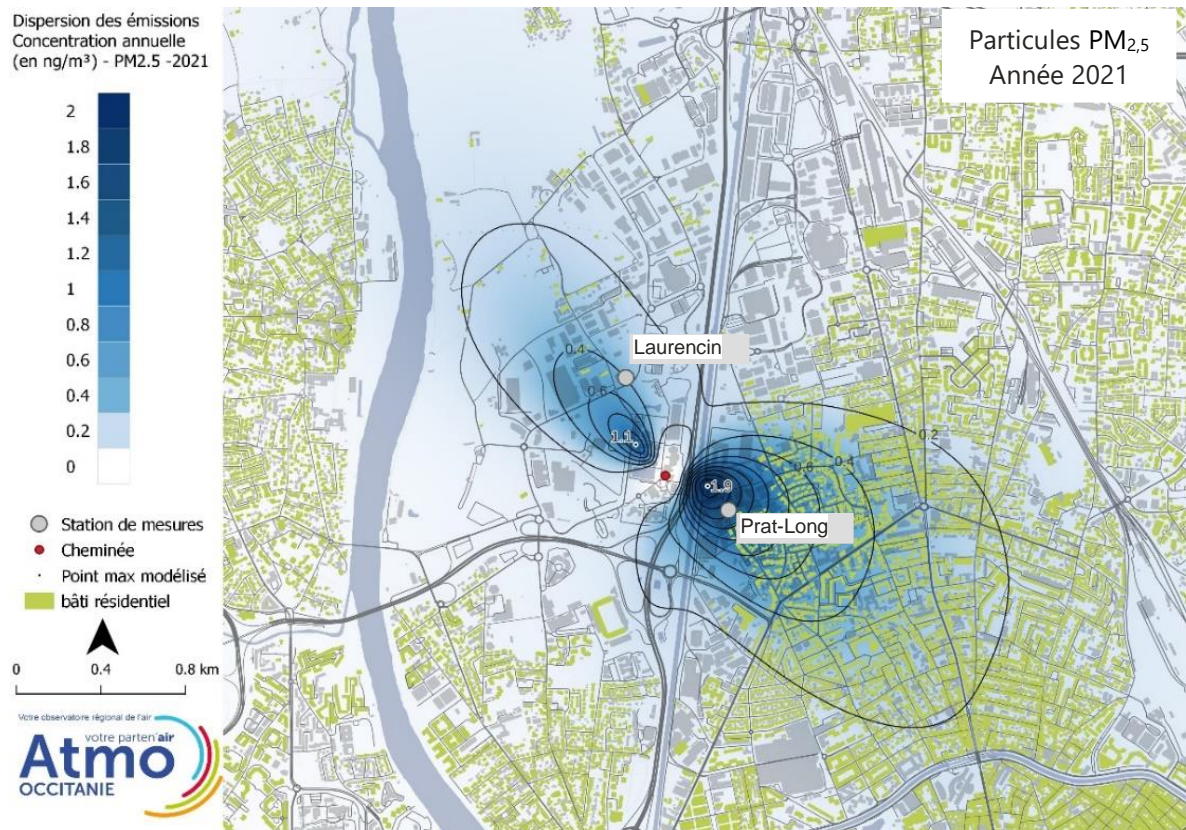 Dispersion des émissions
Concentration annuelle
(en ng/m³) - PM2.5 -2021
2
1.8
1.6
1.4
1.2
1
0.8
0.6
0.4
0.2
0
Station de mesures
Cheminée
Point max modélisé
bâti résidentiel
0 0.4 0.8 km
Votre observatoire régional de l'air
votre parten'air
Atmo
OCCITANIE
Particules PM2,5
Année 2021
Laurencin
0.4
0.6
1.1
0.2
0.4
0.6
1.9
Prat-Long